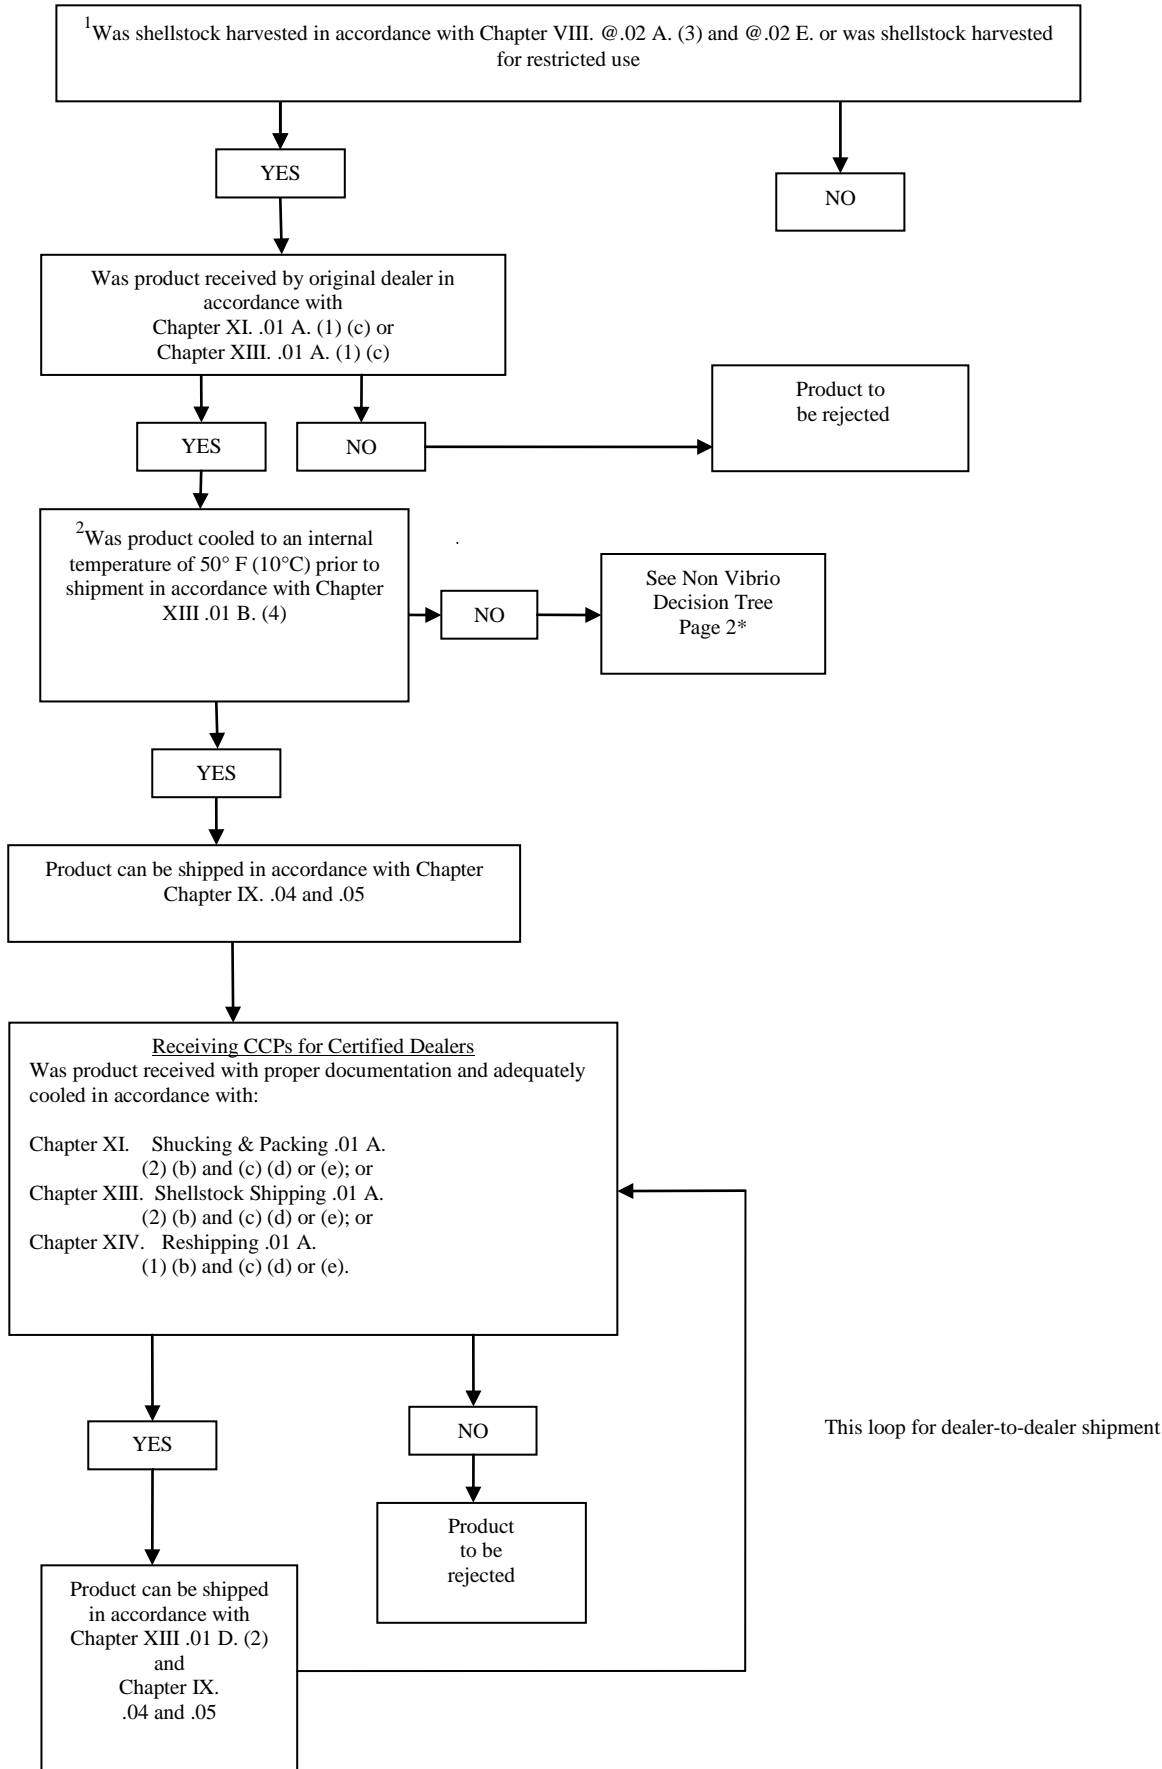 1Was shellstock harvested in accordance with Chapter VIII. @.02 A. (3) and @.02 E. or was shellstock harvested
for restricted use
YES
NO
Was product received by original dealer in
accordance with
Chapter XI. .01 A. (1) (c) or
Chapter XIII. .01 A. (1) (c)
Product to
be rejected
YES
NO
2Was product cooled to an internal
temperature of 50° F (10°C) prior to
shipment in accordance with Chapter
XIII .01 B. (4)
.
NO
See Non Vibrio
Decision Tree
Page 2*
YES
Product can be shipped in accordance with Chapter
Chapter IX. .04 and .05
Receiving CCPs for Certified Dealers
Was product received with proper documentation and adequately
cooled in accordance with:
Chapter XI. Shucking & Packing .01 A.
(2) (b) and (c) (d) or (e); or
Chapter XIII. Shellstock Shipping .01 A.
(2) (b) and (c) (d) or (e); or
Chapter XIV. Reshipping .01 A.
(1) (b) and (c) (d) or (e).
YES
NO
This loop for dealer-to-dealer shipment
Product
to be
rejected
Product can be shipped
in accordance with
Chapter XIII .01 D. (2)
and
Chapter IX.
.04 and .05